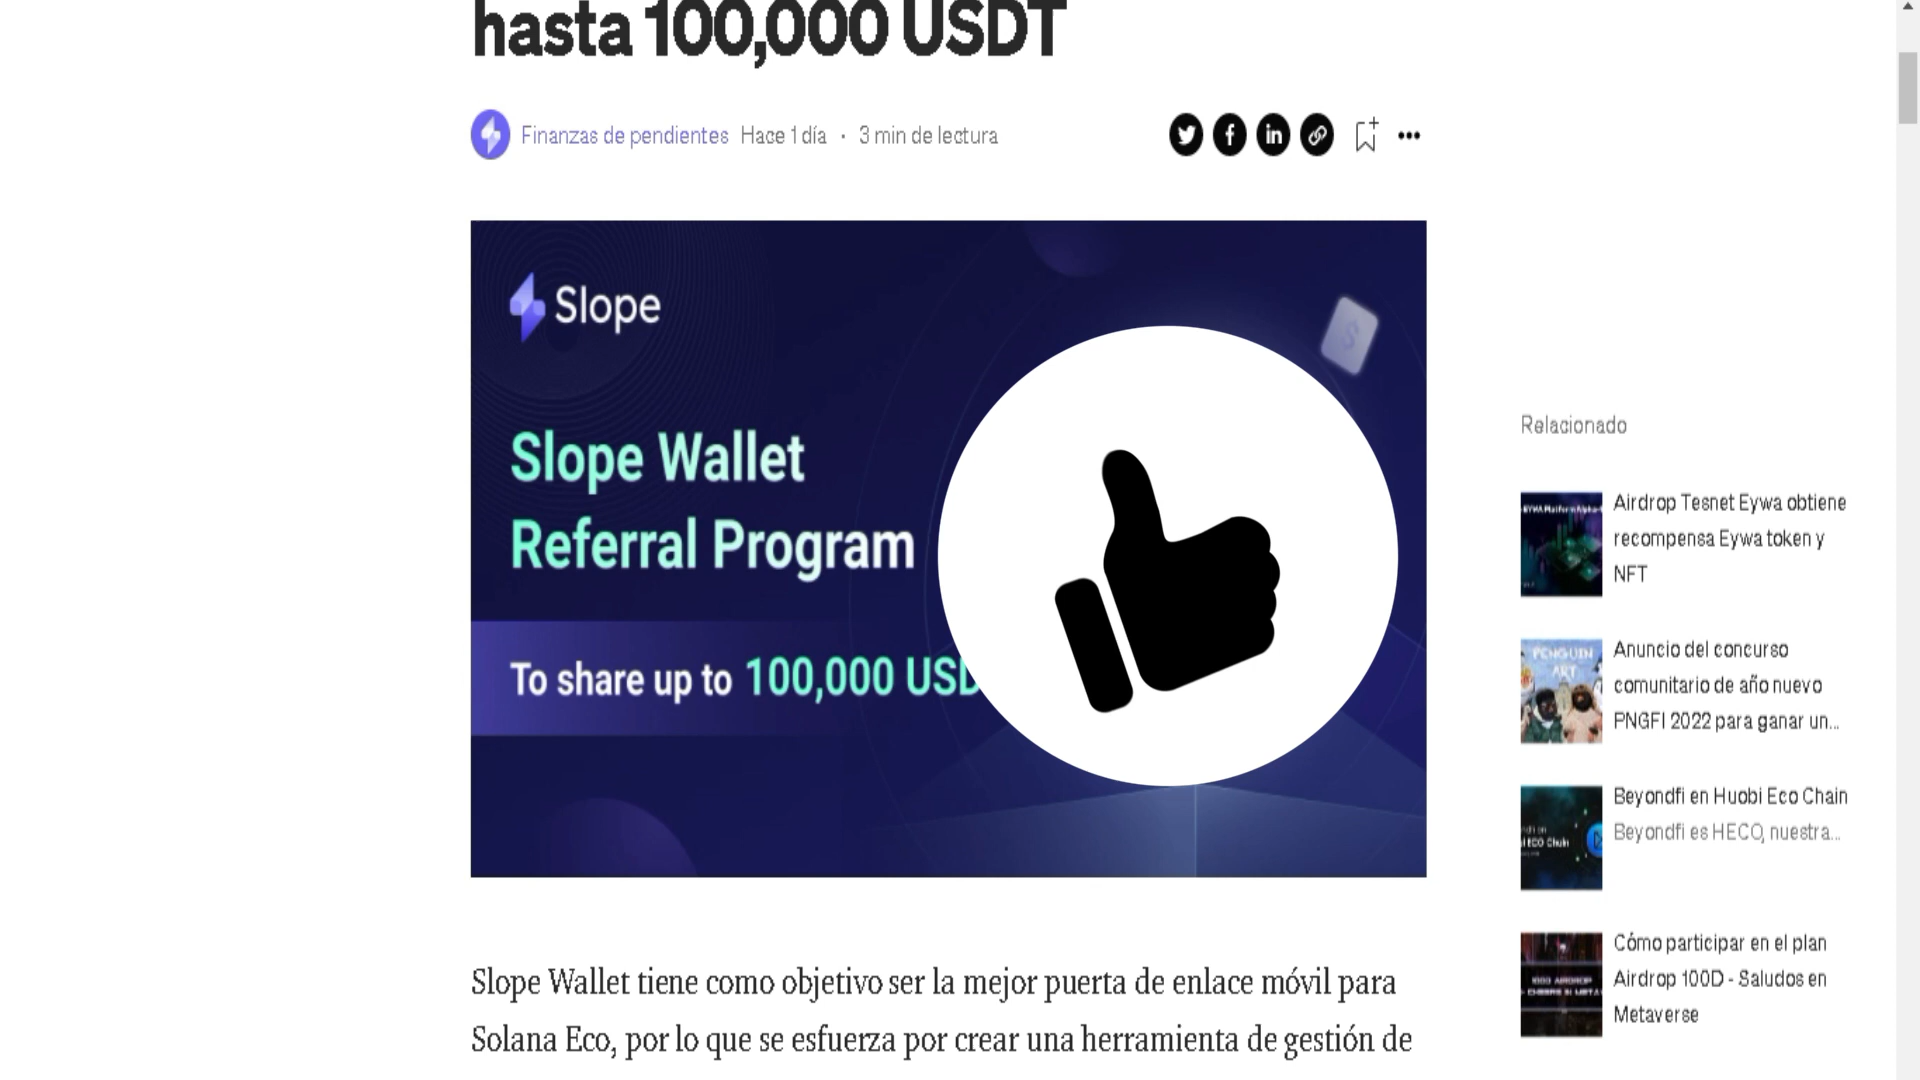 hasta 100,000 USDT
Finanzas de pendientes Hace 1 día · 3 min de lectura
Slope
Slope Wallet
Referral Program
To share up to 100,000 USD
Slope Wallet tiene como objetivo ser la mejor puerta de enlace móvil para
Solana Eco, por lo que se esfuerza por crear una herramienta de gestión de
Relacionado
Airdrop Tesnet Eywa obtiene
recompensa Eywa token y
NFT
PENGUIN
ART
Anuncio del concurso
comunitario de año nuevo
PNGFI 2022 para ganar un...
Beyondfi en Huobi Eco Chain
Beyondfi es HECO, nuestra...
Cómo participar en el plan
Airdrop 100D - Saludos en
Metaverse